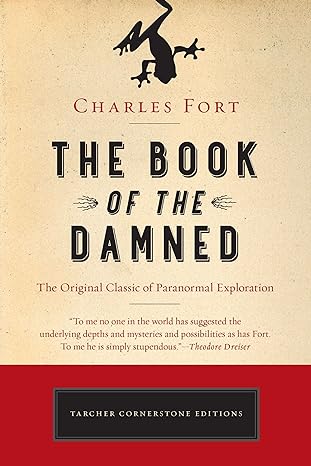 CHARLES FORT
THE BOOK
OF THE
DAMNED
The Original Classic of Paranormal Exploration
"To me no one in the world has suggested the
underlying depths and mysteries and possibilities as has Fort.
To me he is simply stupendous."—Theodore Dreiser
TARCHER CORNERSTONE EDITIONS